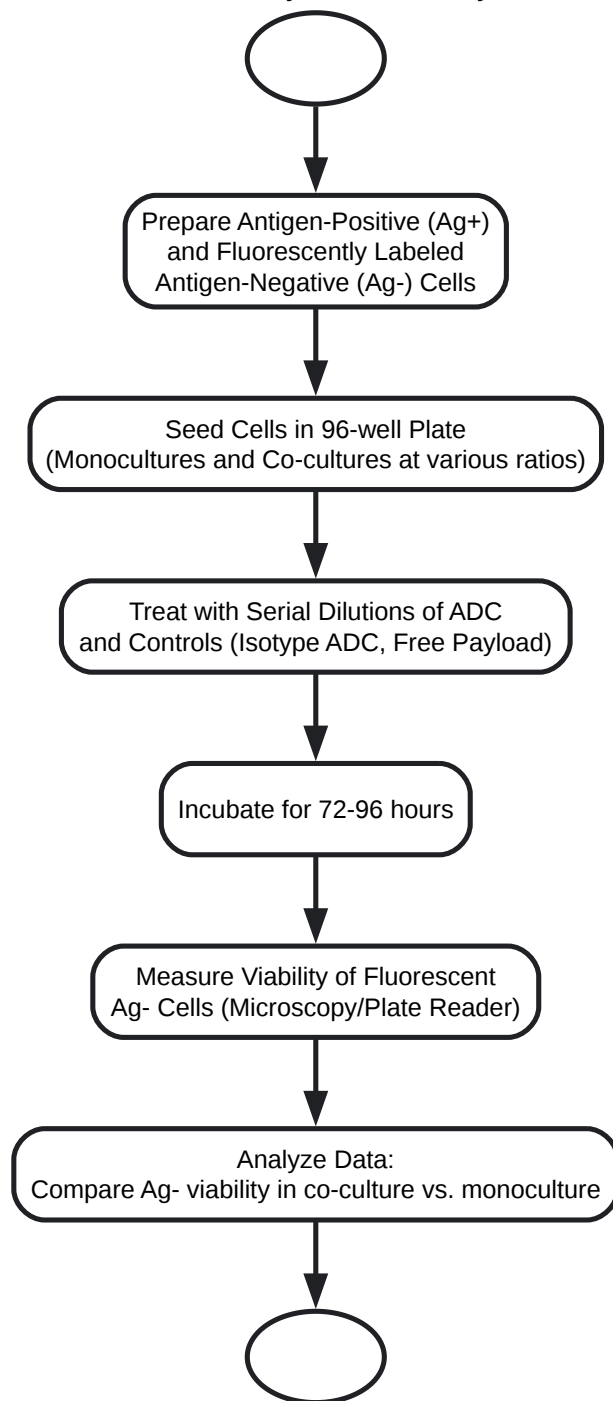 Prepare Antigen-Positive (Ag+)
and Fluorescently Labeled
Antigen-Negative (Ag-) Cells
Seed Cells in 96-well Plate
(Monocultures and Co-cultures at various ratios)
Treat with Serial Dilutions of ADC
and Controls (Isotype ADC, Free Payload)
Incubate for 72-96 hours
Measure Viability of Fluorescent
Ag- Cells (Microscopy/Plate Reader)
Analyze Data:
Compare Ag- viability in co-culture vs. monoculture